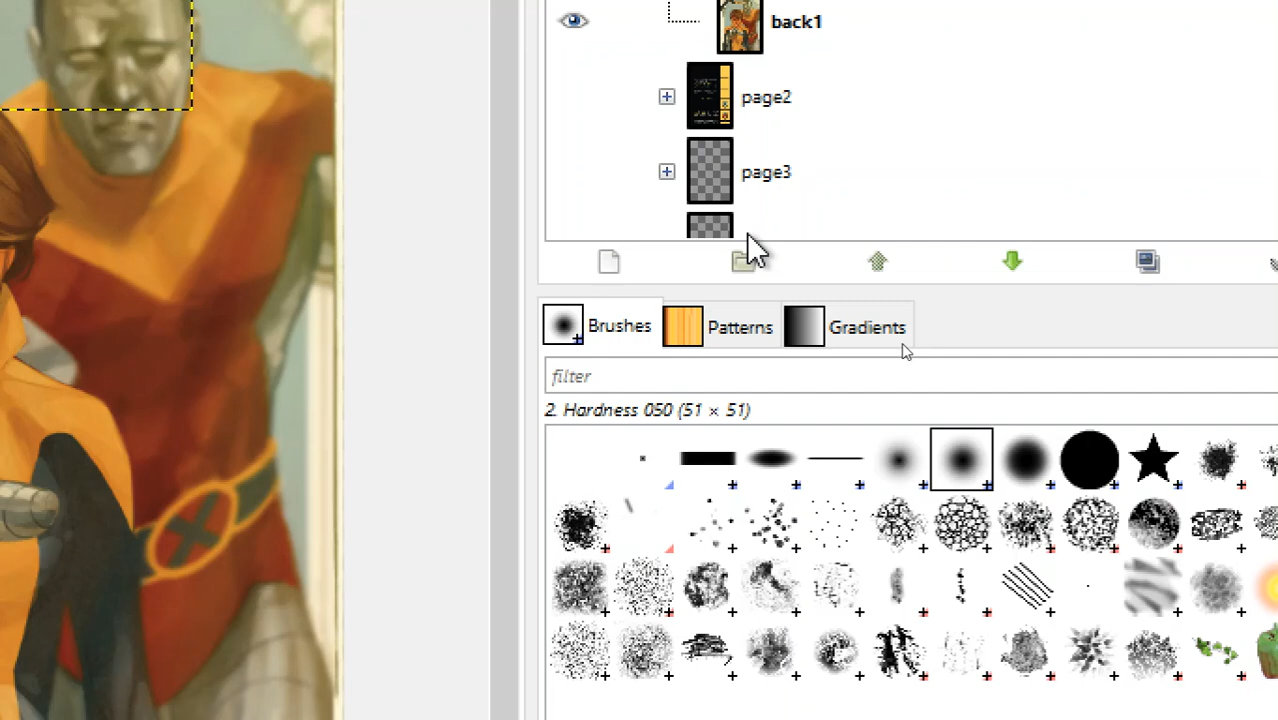 back1
page2
page3
Brushes
Patterns
Gradients
filter
2. Hardness 050 (51 × 51)